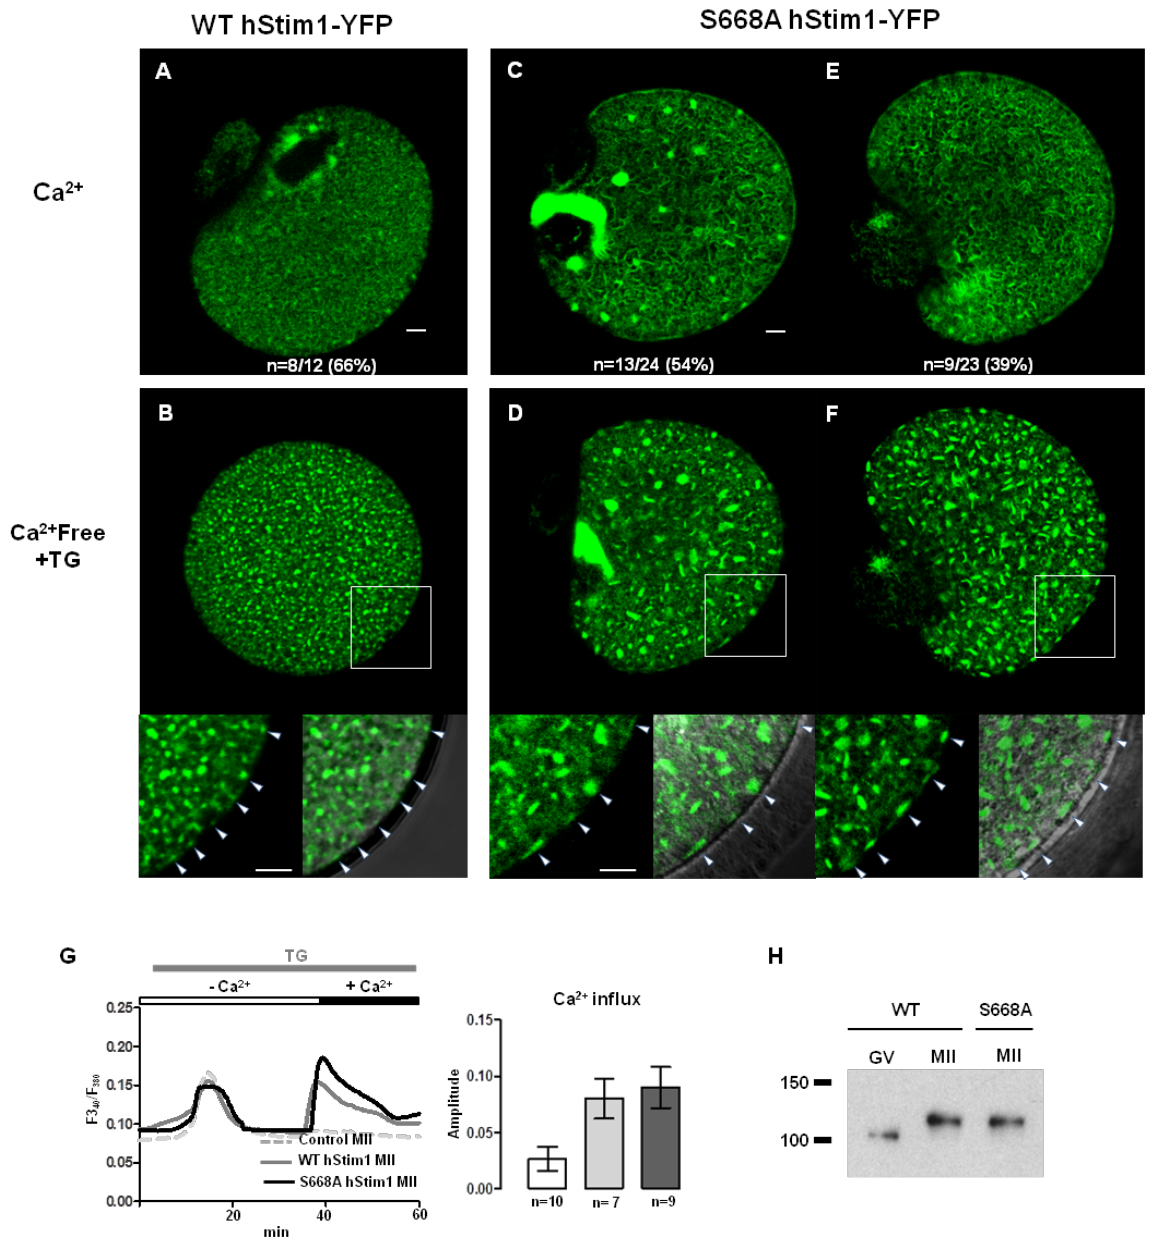 WT hStim1-YFP
S668A hStim1-YFP
A
C
E
Ca²⁺
n=8/12 (66%)
n=13/24 (54%)
n=9/23 (39%)
B
D
F
Ca²⁺Free
+TG
G
TG
- Ca²⁺
+ Ca²⁺
0.25
0.20
0.15
0.10
0.05
0.00
F340/F380
Control MII
WT hStim1 MII
S668A hStim1 MII
20
40
60
min
Ca²⁺ influx
0.15
0.10
0.05
0.00
Amplitude
n=10
n= 7
n=9
H
WT
S668A
GV
MII
MII
150
100